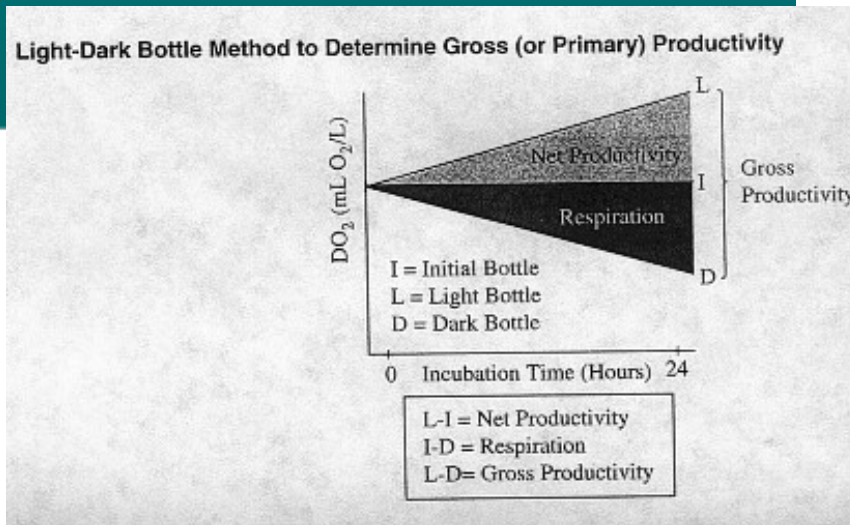 Light-Dark Bottle Method to Determine Gross (or Primary) Productivity
DO₂ (mL O₂/L)
L
Net Productivity
I
Gross
Productivity
Respiration
D
I = Initial Bottle
L = Light Bottle
D = Dark Bottle
0 Incubation Time (Hours) 24
L-I = Net Productivity
I-D = Respiration
L-D= Gross Productivity